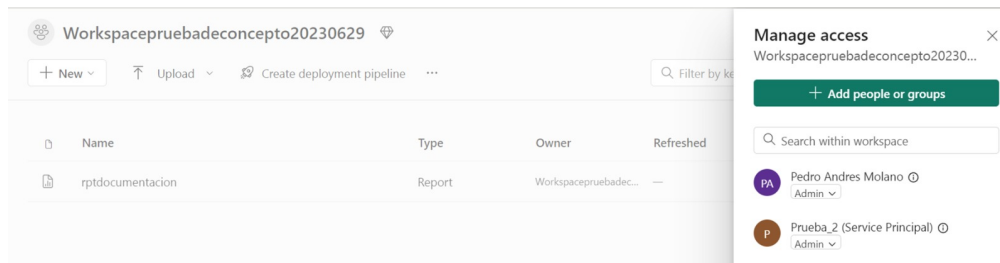 Workspacepruebadeconcepto20230629
New
Upload
Create deployment pipeline
Filter by ke
Name Type Owner Refreshed
rptdocumentacion Report Workspacepruebadec... —
Manage access
Workspacepruebadeconcepto20230...
Add people or groups
Search within workspace
PA
Pedro Andres Molano
Admin
P
Prueba_2 (Service Principal)
Admin